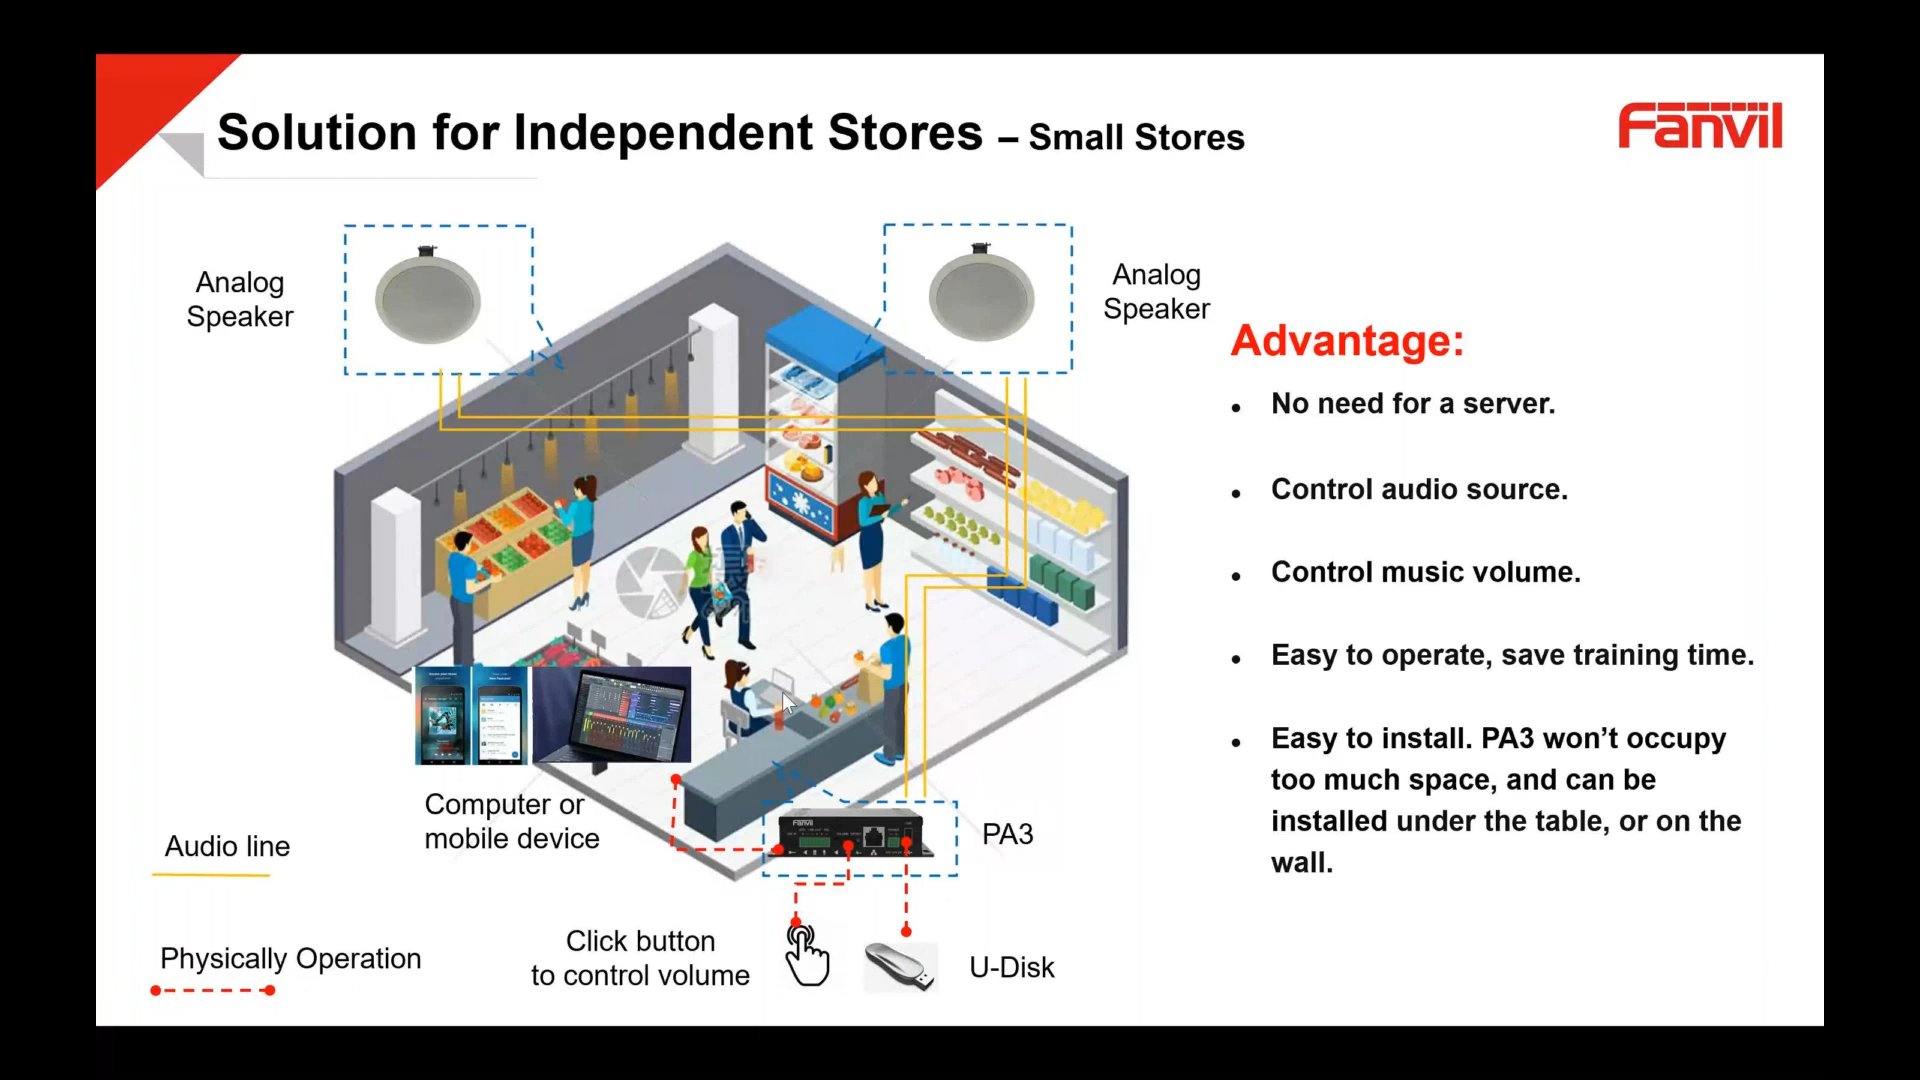 Solution for Independent Stores – Small Stores
Fanvil
Analog
Speaker
Analog
Speaker
Advantage:
• No need for a server.
• Control audio source.
• Control music volume.
• Easy to operate, save training time.
• Easy to install. PA3 won’t occupy
too much space, and can be
installed under the table, or on the
wall.
Computer or
mobile device
Fanvil
PA3
Audio line
Physically Operation
Click button
to control volume
U-Disk